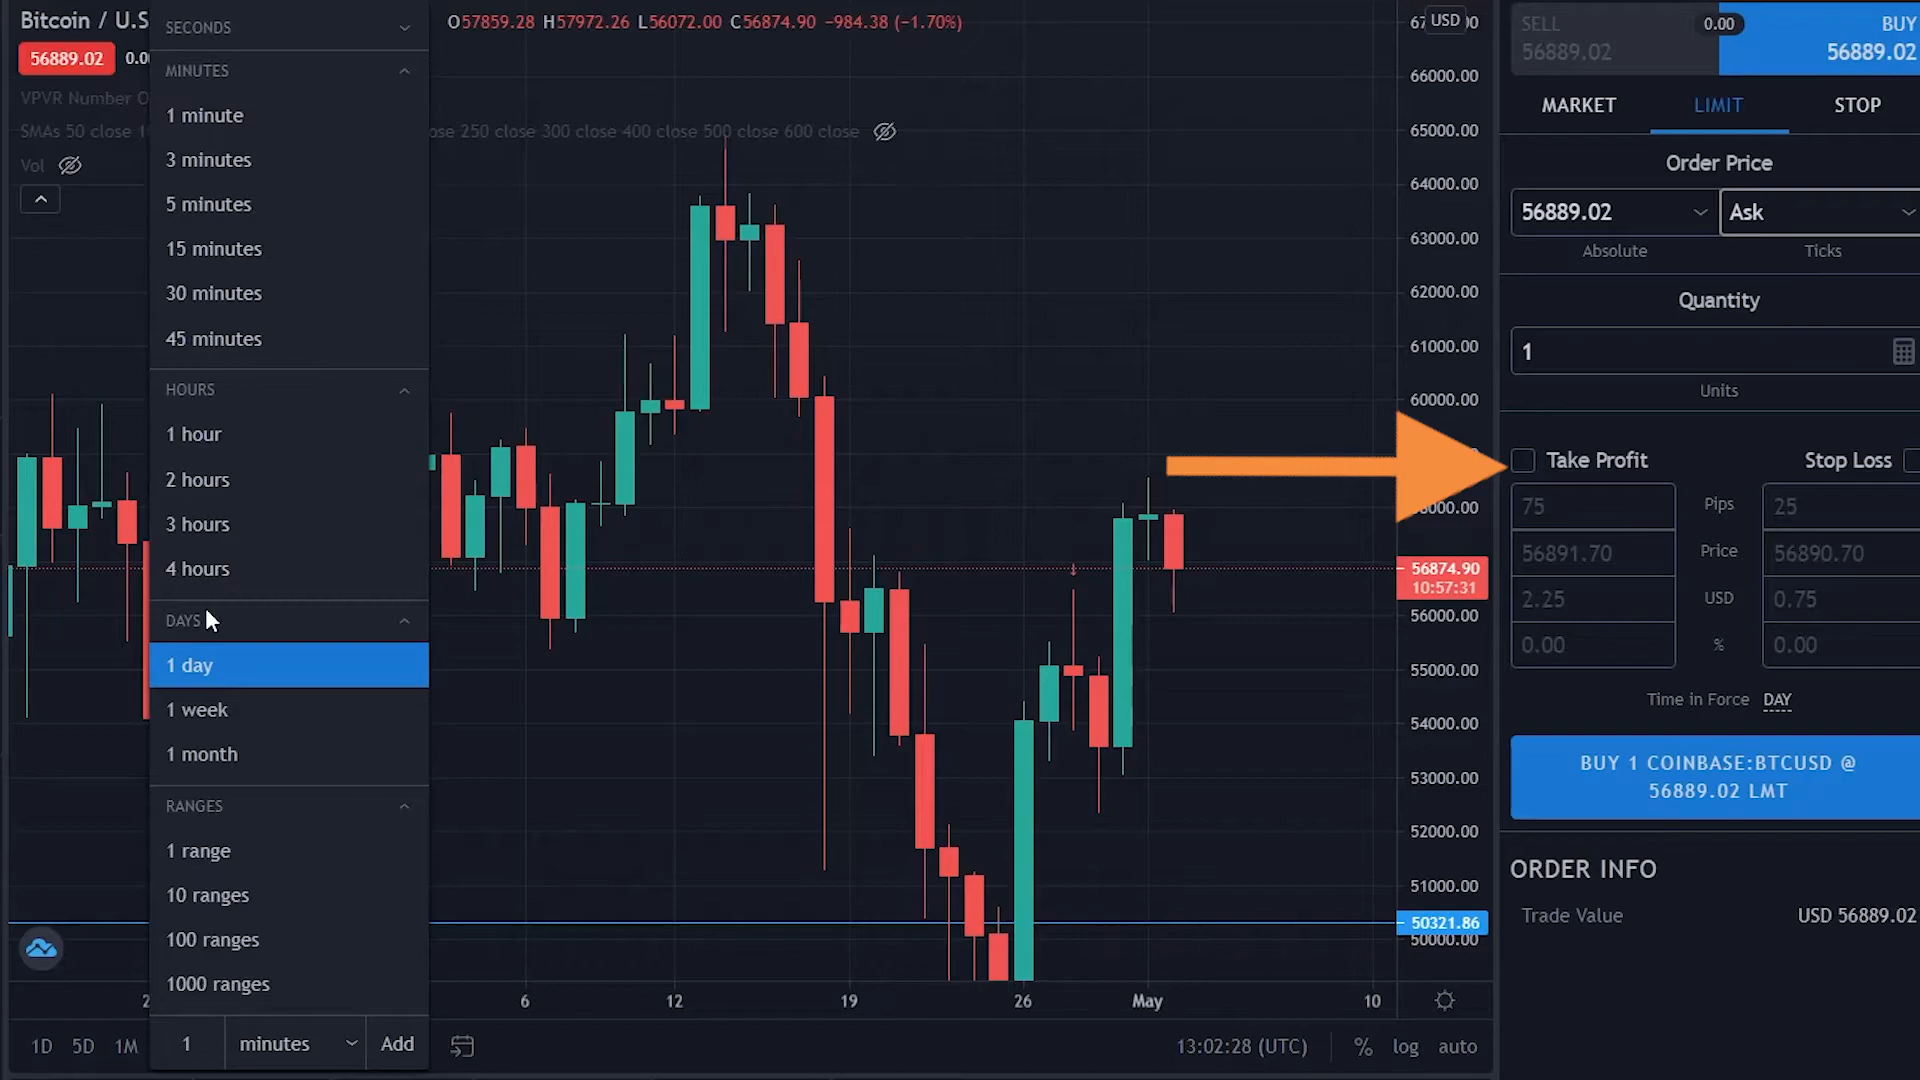 Bitcoin / U.S
56889.02 0.0
VPVR Number O
SMAs 50 close 1
Vol
SECONDS
MINUTES
1 minute
3 minutes
5 minutes
15 minutes
30 minutes
45 minutes
HOURS
1 hour
2 hours
3 hours
4 hours
DAYS
1 day
1 week
1 month
RANGES
1 range
10 ranges
100 ranges
1000 ranges
1 minutes Add
1D 5D 1M
O57859.28 H57972.26 L56072.00 C56874.90 −984.38 (−1.70%)
ose 250 close 300 close 400 close 500 close 600 close
USD
66000.00
65000.00
64000.00
63000.00
62000.00
61000.00
60000.00
8000.00
56874.90
10:57:31
56000.00
55000.00
54000.00
53000.00
52000.00
51000.00
50321.86
50000.00
2 6 12 19 26 May 10
13:02:28 (UTC) % log auto
SELL 0.00 BUY
56889.02 56889.02
MARKET LIMIT STOP
Order Price
56889.02 Ask
Absolute Ticks
Quantity
1
Units
Take Profit Stop Loss
75 Pips 25
56891.70 Price 56890.70
2.25 USD 0.75
0.00 % 0.00
Time in Force DAY
BUY 1 COINBASE:BTCUSD @
56889.02 LMT
ORDER INFO
Trade Value USD 56889.02